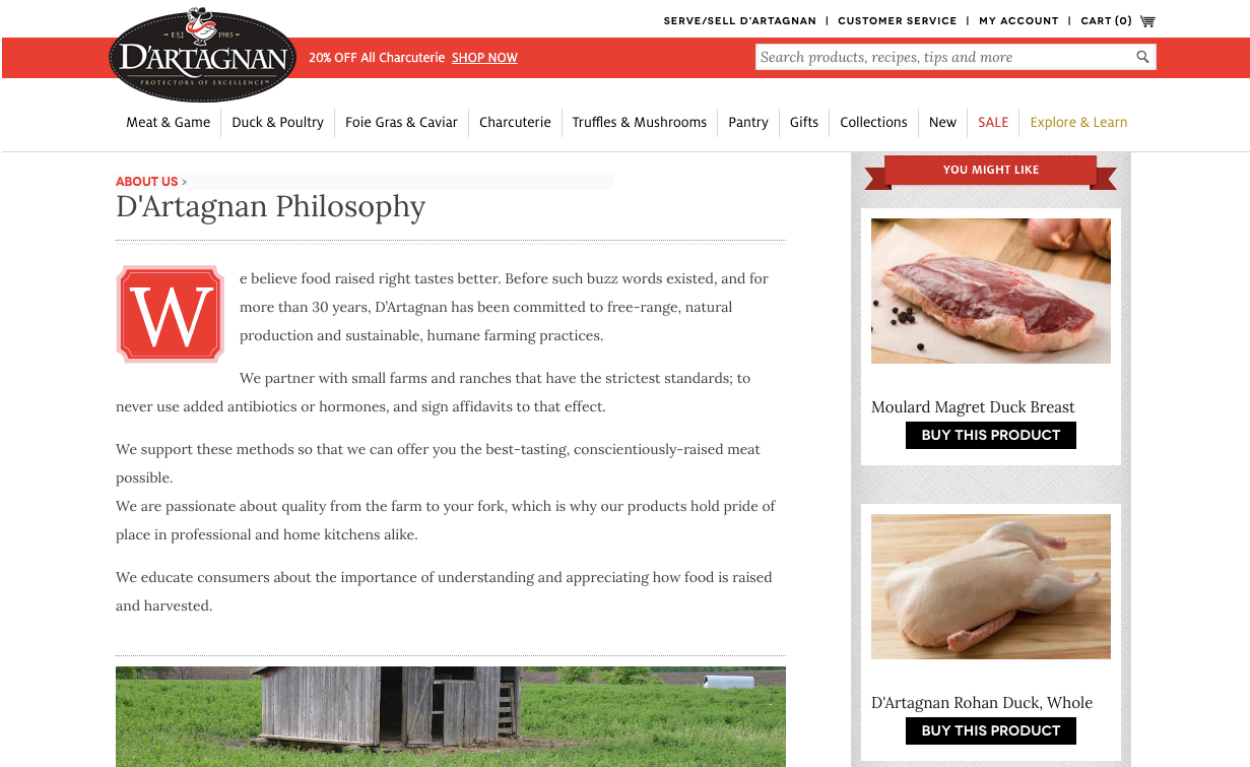 SERVE/SELL D'ARTAGNAN | CUSTOMER SERVICE | MY ACCOUNT | CART (0)
EST 1985
D'ARTAGNAN
PROTECTORS OF EXCELLENCE™
20% OFF All Charcuterie SHOP NOW
Search products, recipes, tips and more
Meat & Game Duck & Poultry Foie Gras & Caviar Charcuterie Truffles & Mushrooms Pantry Gifts Collections New SALE Explore & Learn
ABOUT US >
D'Artagnan Philosophy
We believe food raised right tastes better. Before such buzz words existed, and for
more than 30 years, D'Artagnan has been committed to free-range, natural
production and sustainable, humane farming practices.
We partner with small farms and ranches that have the strictest standards; to
never use added antibiotics or hormones, and sign affidavits to that effect.
We support these methods so that we can offer you the best-tasting, conscientiously-raised meat
possible.
We are passionate about quality from the farm to your fork, which is why our products hold pride of
place in professional and home kitchens alike.
We educate consumers about the importance of understanding and appreciating how food is raised
and harvested.
YOU MIGHT LIKE
Moulard Magret Duck Breast
BUY THIS PRODUCT
D'Artagnan Rohan Duck, Whole
BUY THIS PRODUCT